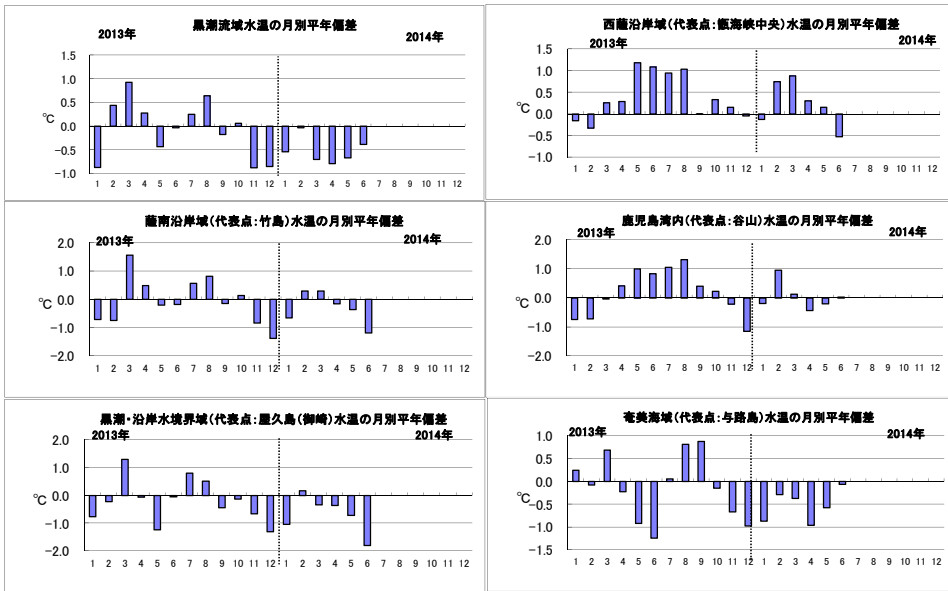 黒潮流域水温の月別平年偏差
2013年
2014年
℃
1.5
1.0
0.5
0.0
−0.5
−1.0
1 2 3 4 5 6 7 8 9 10 11 12 1 2 3 4 5 6 7 8 9 10 11 12
西薩沿岸域(代表点:甑海峡中央)水温の月別平年偏差
2013年
2014年
℃
1.5
1.0
0.5
0.0
−0.5
−1.0
1 2 3 4 5 6 7 8 9 10 11 12 1 2 3 4 5 6 7 8 9 10 11 12
薩南沿岸域(代表点:竹島)水温の月別平年偏差
2013年
2014年
℃
2.0
1.0
0.0
−1.0
−2.0
1 2 3 4 5 6 7 8 9 10 11 12 1 2 3 4 5 6 7 8 9 10 11 12
鹿児島湾内(代表点:谷山)水温の月別平年偏差
2013年
2014年
℃
2.0
1.0
0.0
−1.0
−2.0
1 2 3 4 5 6 7 8 9 10 11 12 1 2 3 4 5 6 7 8 9 10 11 12
黒潮・沿岸水境界域(代表点:屋久島(御崎)水温の月別平年偏差
2013年
2014年
℃
2.0
1.0
0.0
−1.0
−2.0
1 2 3 4 5 6 7 8 9 10 11 12 1 2 3 4 5 6 7 8 9 10 11 12
奄美海域(代表点:与路島)水温の月別平年偏差
2013年
2014年
℃
1.0
0.5
0.0
−0.5
−1.0
−1.5
1 2 3 4 5 6 7 8 9 10 11 12 1 2 3 4 5 6 7 8 9 10 11 12